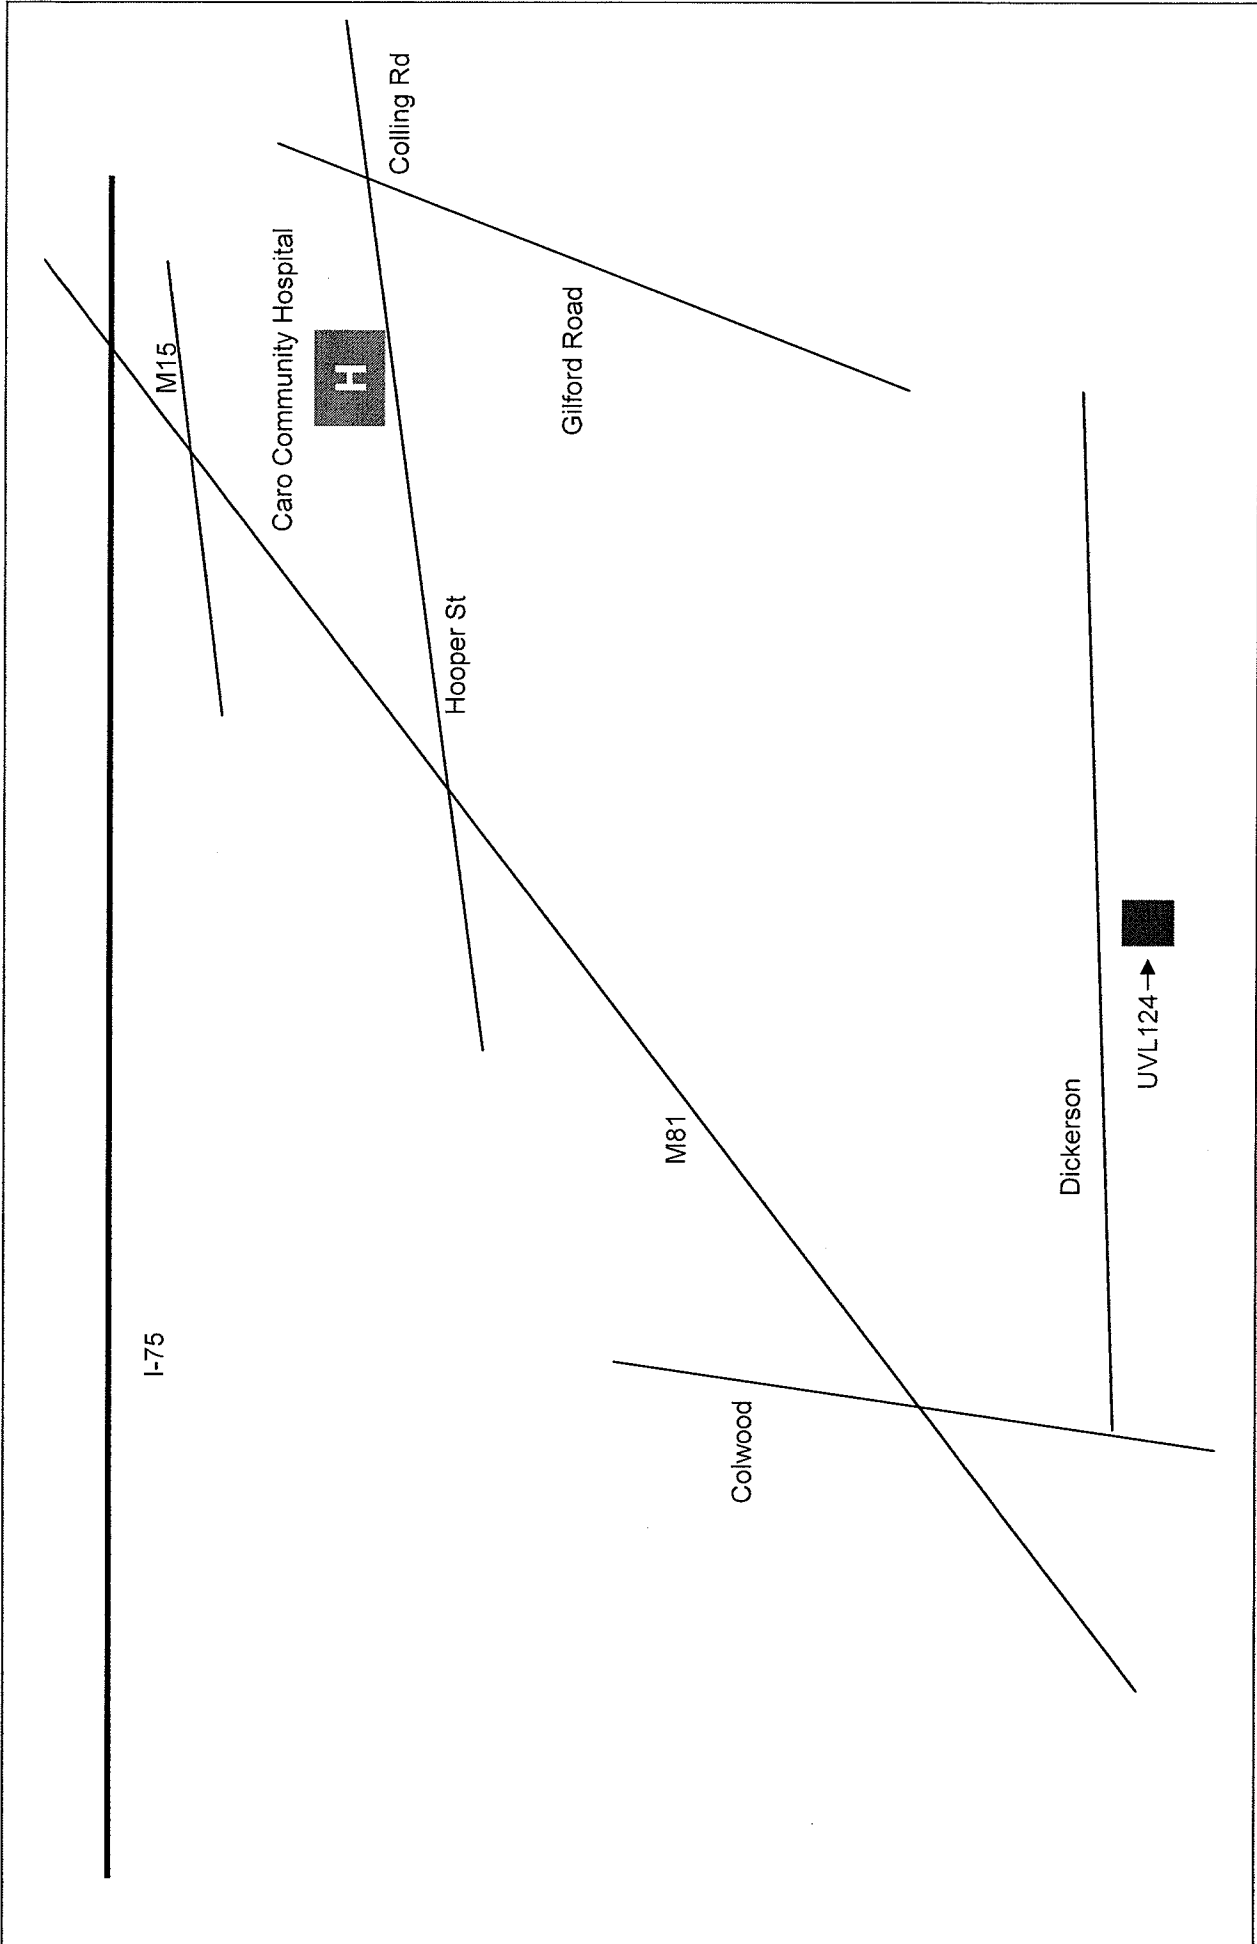 I-75
M15
Caro Community Hospital
H
Colling Rd
Hooper St
Gilford Road
M81
Colwood
Dickerson
UVL124